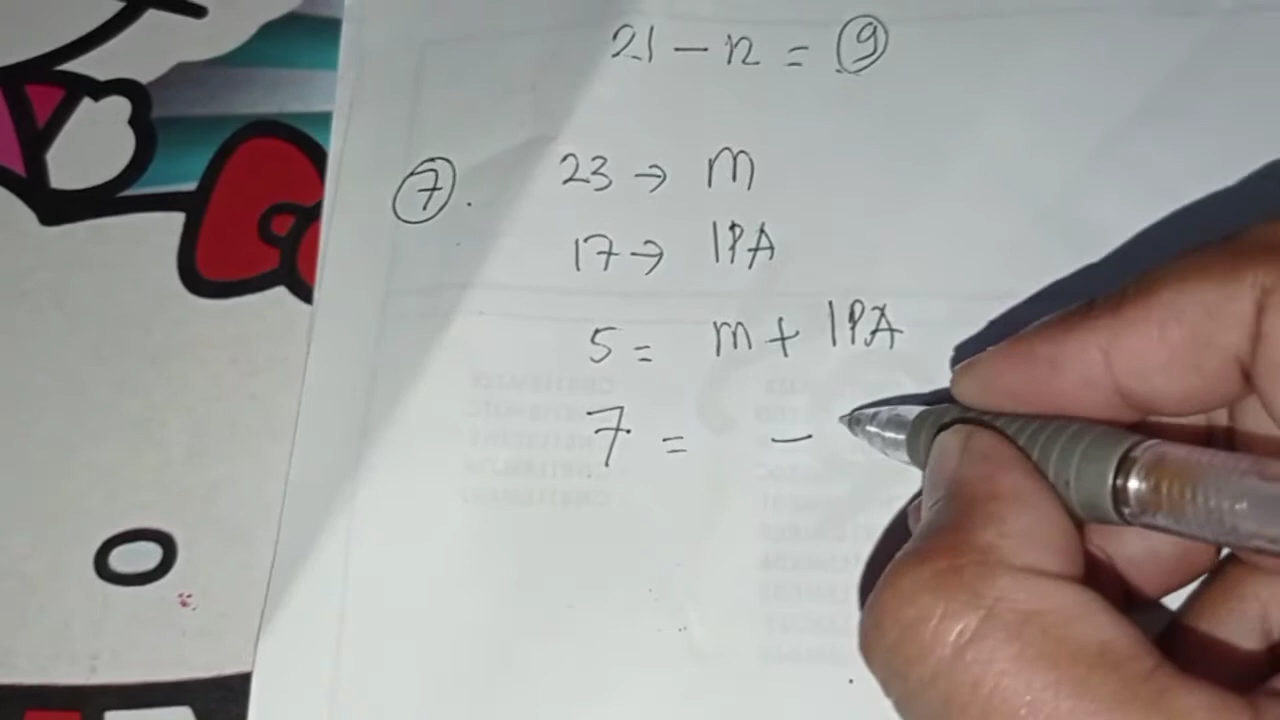 21 - 12 = 9
7. 23 → m
17 → IPA
5 = m + IPA
7 = -